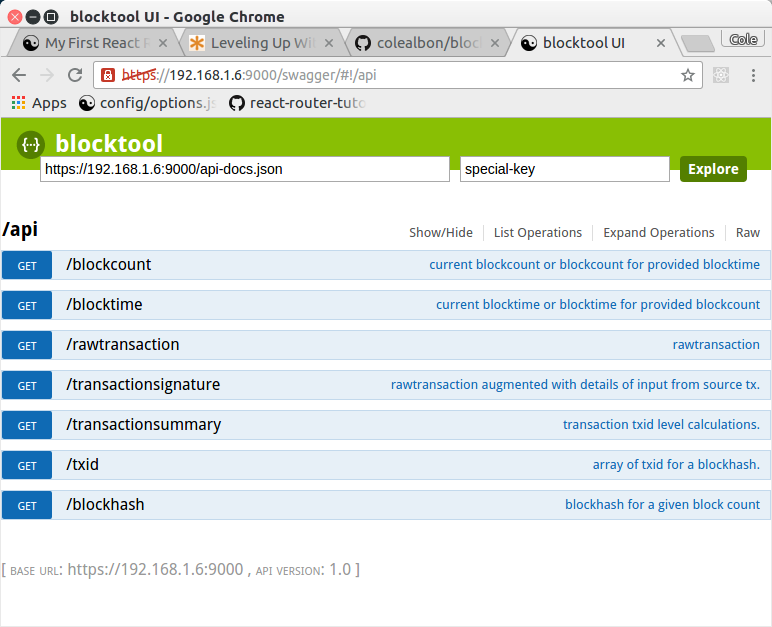 blocktool UI - Google Chrome
My First React R
Leveling Up Wit
colealbon/bloc
blocktool UI
Cole
https://192.168.1.6:9000/swagger/#!/api
Apps
config/options.js
react-router-tuto
{··}
blocktool
https://192.168.1.6:9000/api-docs.json
special-key
Explore
/api
Show/Hide
List Operations
Expand Operations
Raw
GET /blockcount current blockcount or blockcount for provided blocktime
GET /blocktime current blocktime or blocktime for provided blockcount
GET /rawtransaction rawtransaction
GET /transactionsignature rawtransaction augmented with details of input from source tx.
GET /transactionsummary transaction txid level calculations.
GET /txid array of txid for a blockhash.
GET /blockhash blockhash for a given block count
[ BASE URL: https://192.168.1.6:9000 , API VERSION: 1.0 ]